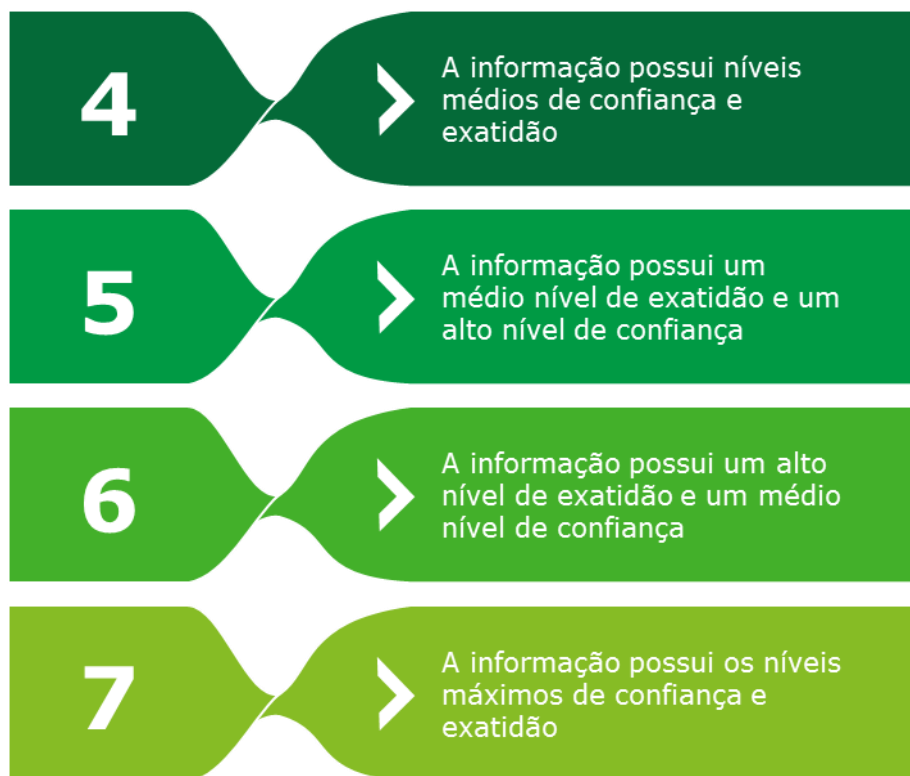 4
A informação possui níveis
médios de confiança e
exatidão
5
A informação possui um
médio nível de exatidão e um
alto nível de confiança
6
A informação possui um alto
nível de exatidão e um médio
nível de confiança
7
A informação possui os níveis
máximos de confiança e
exatidão